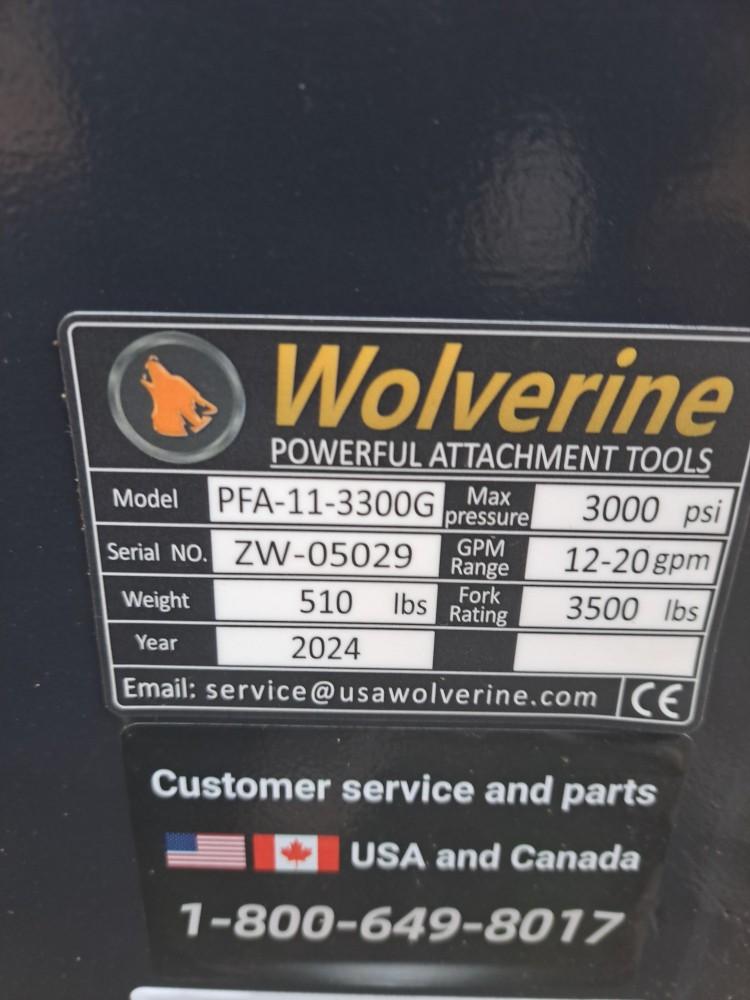 Wolverine
POWERFUL ATTACHMENT TOOLS
Model PFA-11-3300G Max pressure 3000 psi
Serial NO. ZW-05029 GPM Range 12-20 gpm
Weight 510 lbs Fork Rating 3500 lbs
Year 2024
Email: service@usawolverine.com CE
Customer service and parts
USA and Canada
1-800-649-8017